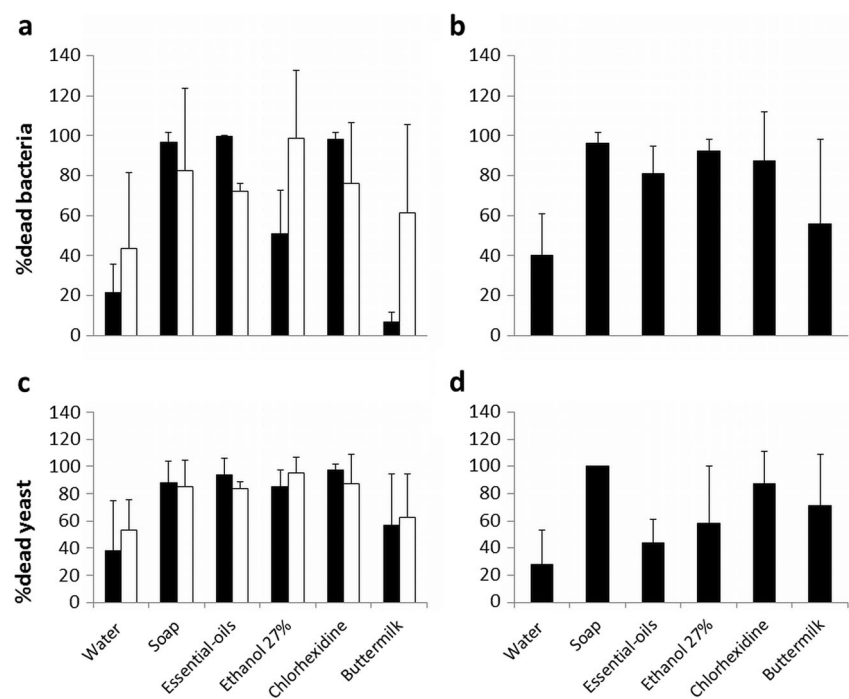 a
b
140
120
100
80
60
40
20
0
%dead bacteria
140
120
100
80
60
40
20
0
c
d
140
120
100
80
60
40
20
0
%dead yeast
Water
Soap
Essential-oils
Ethanol 27%
Chlorhexidine
Buttermilk
140
120
100
80
60
40
20
0
Water
Soap
Essential-oils
Ethanol 27%
Chlorhexidine
Buttermilk